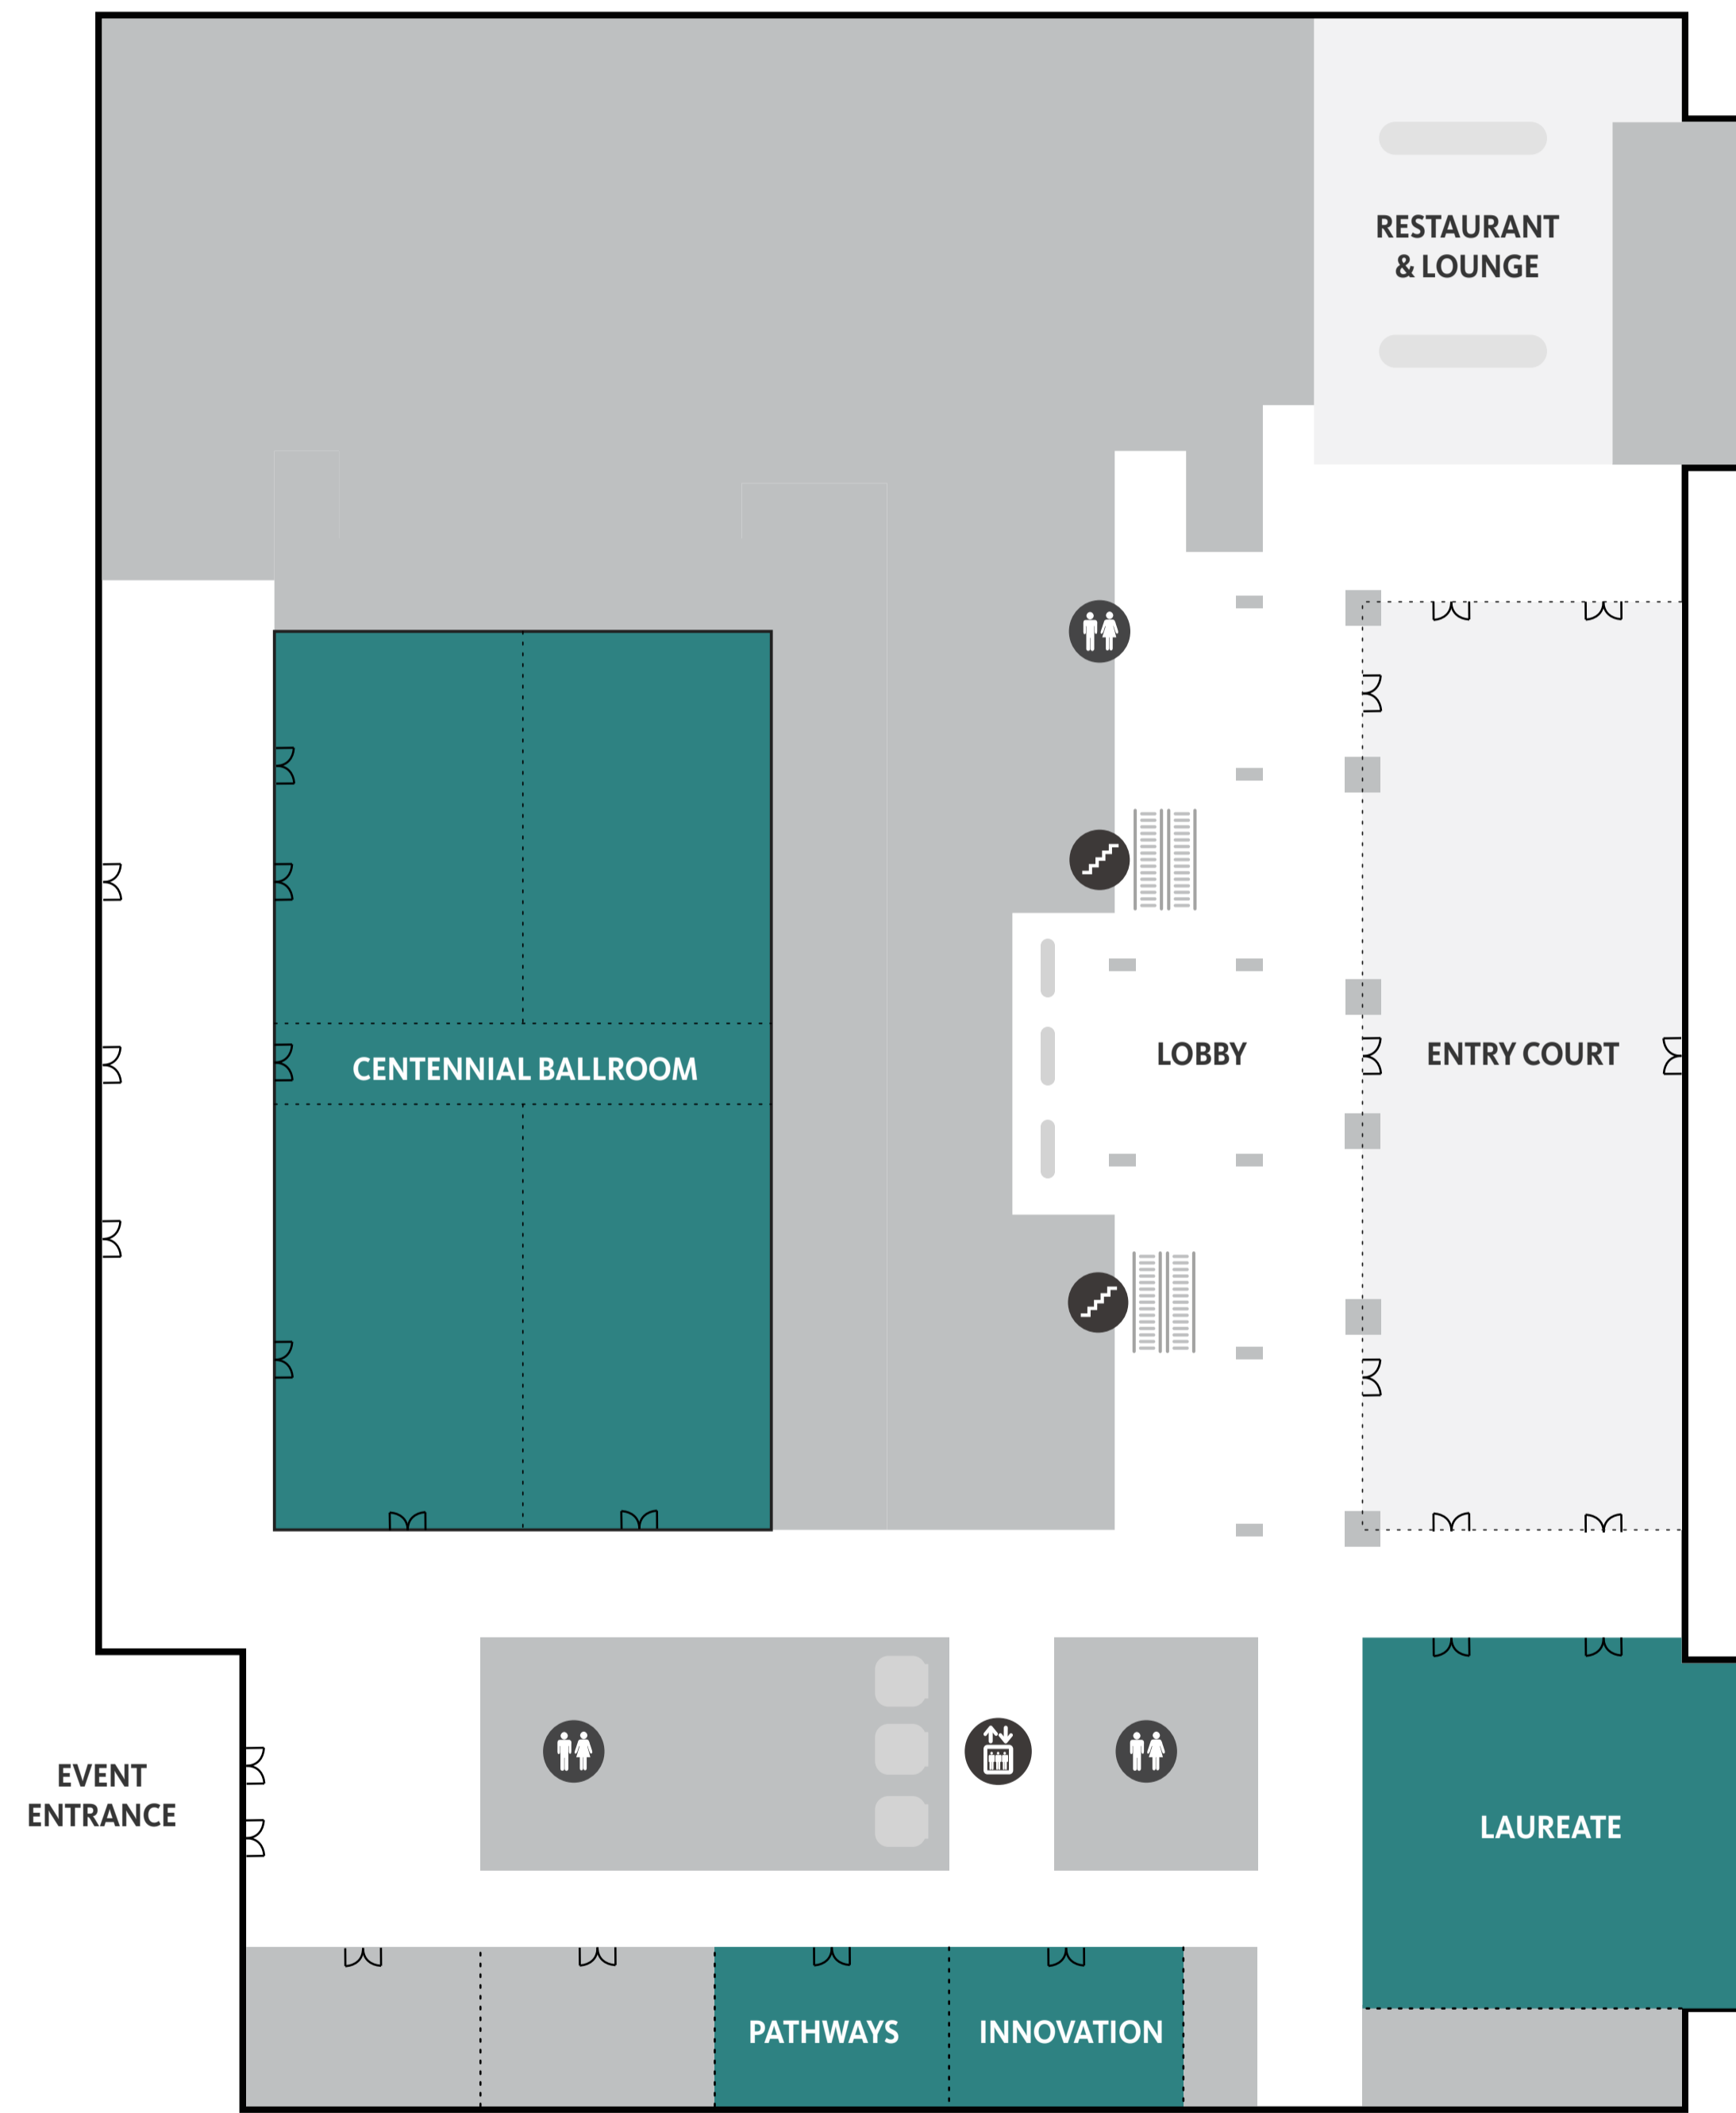 RESTAURANT
& LOUNGE
CENTENNIAL BALLROOM
LOBBY
ENTRY COURT
EVENT
ENTRANCE
LAUREATE
PATHWAYS
INNOVATION